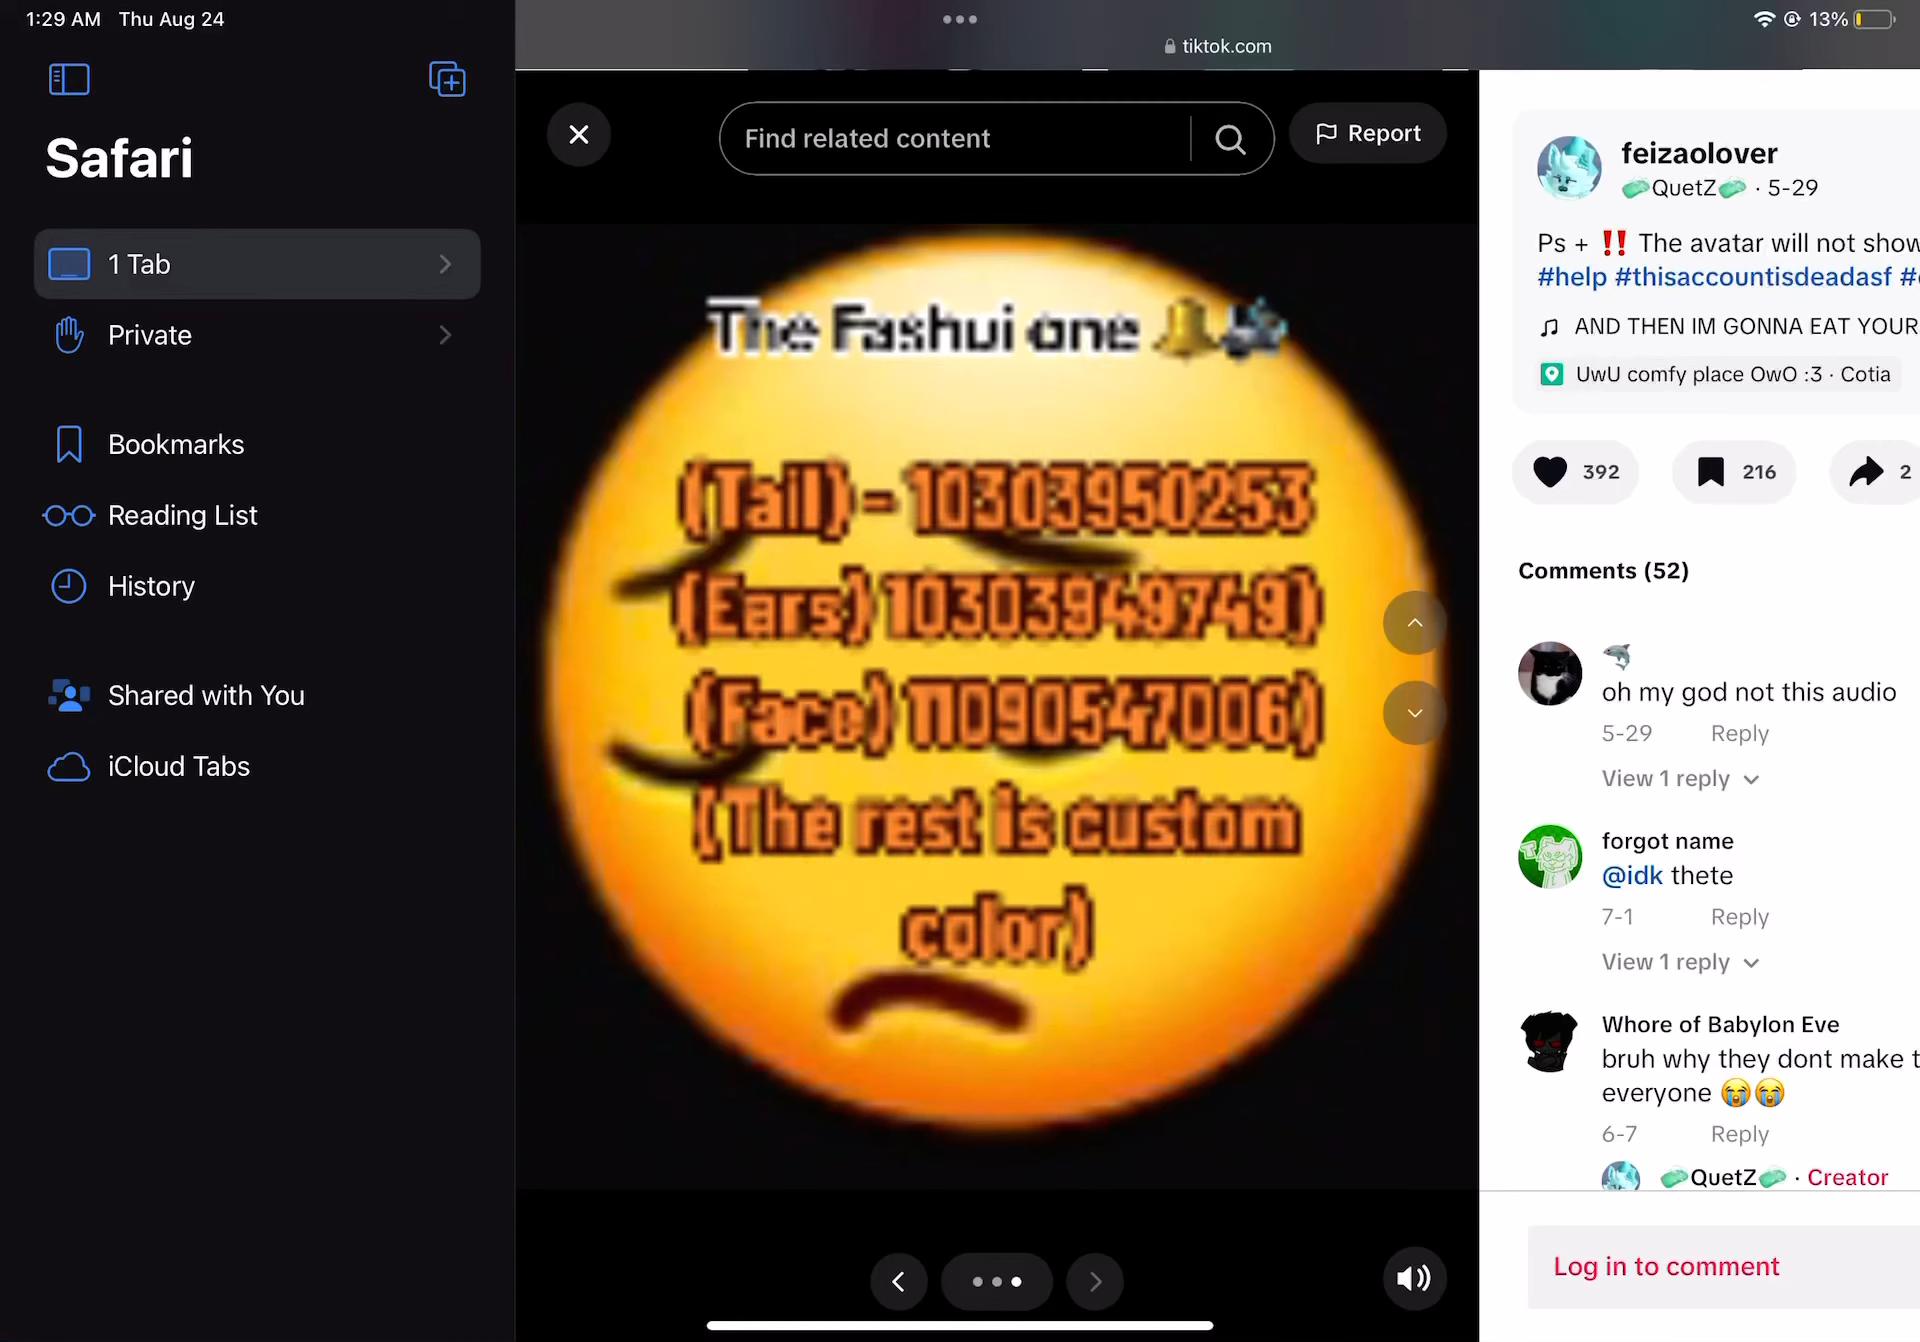 1:29 AM Thu Aug 24
13%
tiktok.com
Safari
1 Tab
Private
Bookmarks
Reading List
History
Shared with You
iCloud Tabs
Find related content
Report
The Fashui one 🔔
(Tail) - 10303950253
(Ears) 10303949749)
(Face) 11090547006)
(The rest is custom
color)
feizaolover
QuetZ · 5-29
Ps + ‼️ The avatar will not show
#help #thisaccountisdeadasf #
AND THEN IM GONNA EAT YOUR
UwU comfy place OwO :3 · Cotia
392
216
2
Comments (52)
🐬
oh my god not this audio
5-29 Reply
View 1 reply
forgot name
@idk thete
7-1 Reply
View 1 reply
Whore of Babylon Eve
bruh why they dont make t
everyone 😭😭
6-7 Reply
QuetZ · Creator
Log in to comment